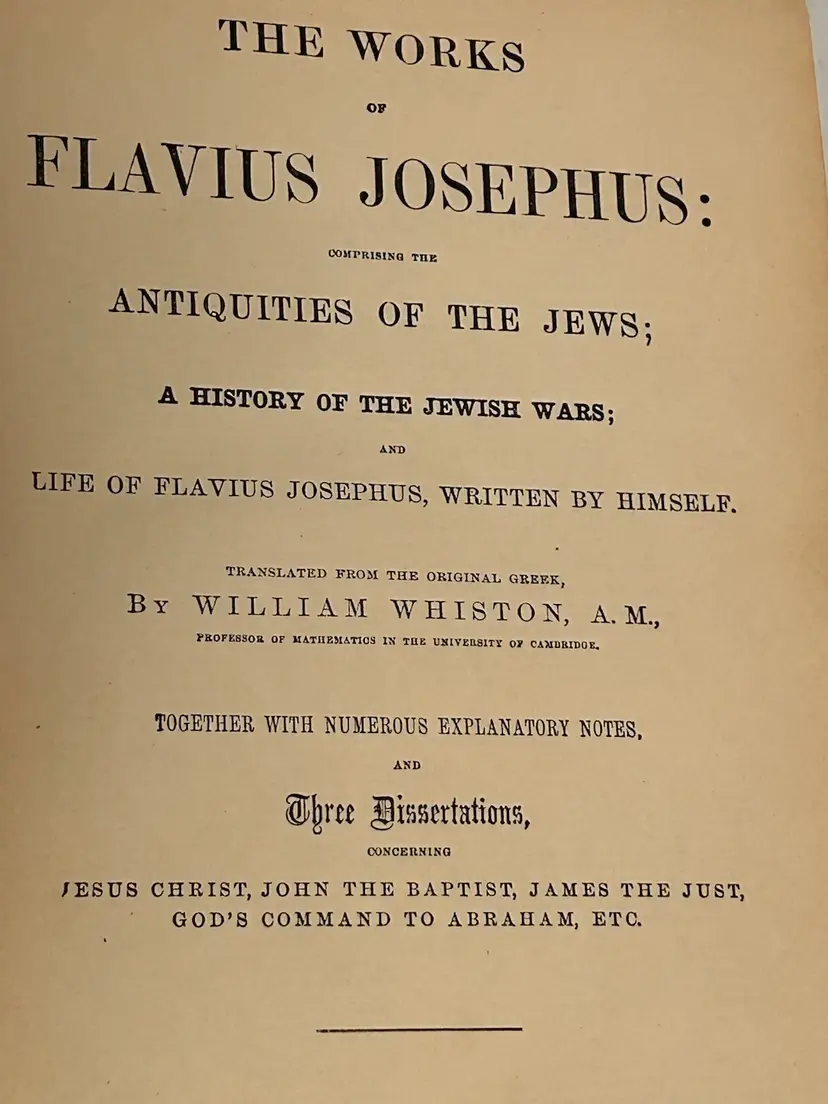 THE WORKS
OF
FLAVIUS JOSEPHUS:
COMPRISING THE
ANTIQUITIES OF THE JEWS;
A HISTORY OF THE JEWISH WARS;
AND
LIFE OF FLAVIUS JOSEPHUS, WRITTEN BY HIMSELF.
TRANSLATED FROM THE ORIGINAL GREEK,
BY WILLIAM WHISTON, A. M.,
PROFESSOR OF MATHEMATICS IN THE UNIVERSITY OF CAMBRIDGE.
TOGETHER WITH NUMEROUS EXPLANATORY NOTES,
AND
Three Dissertations,
CONCERNING
JESUS CHRIST, JOHN THE BAPTIST, JAMES THE JUST,
GOD'S COMMAND TO ABRAHAM, ETC.